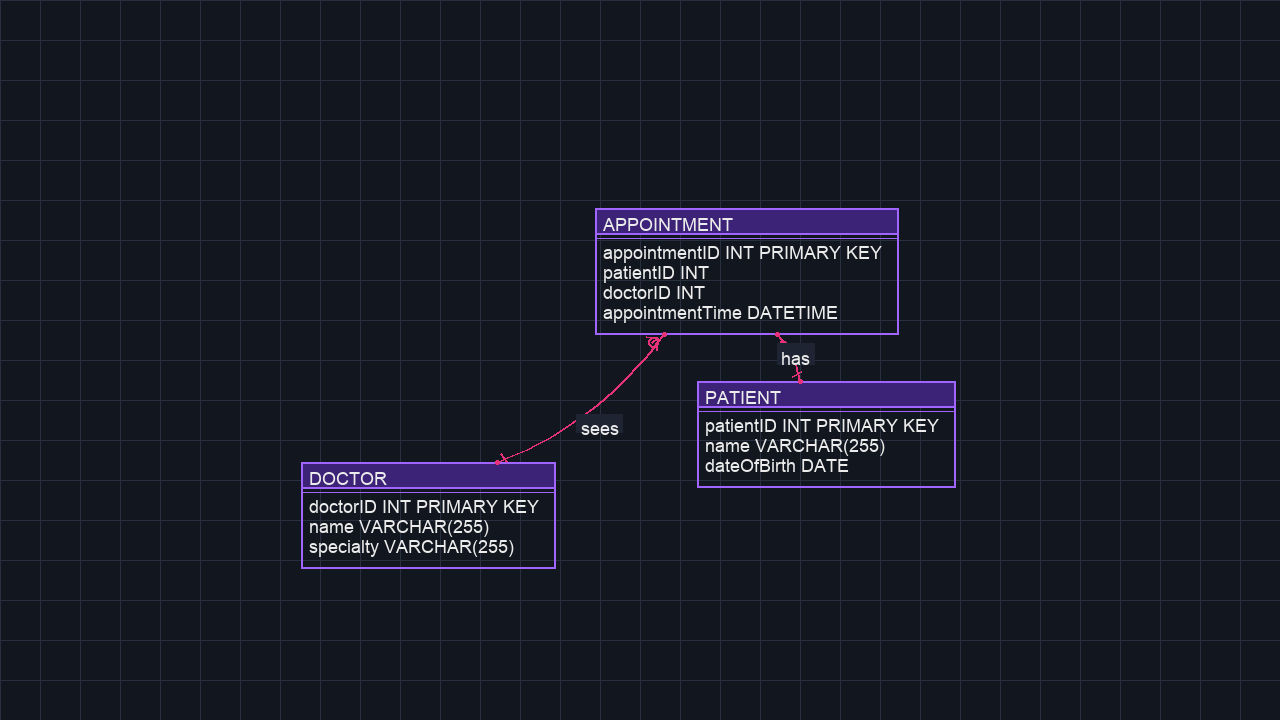 APPOINTMENT
appointmentID INT PRIMARY KEY
patientID INT
doctorID INT
appointmentTime DATETIME
has
PATIENT
patientID INT PRIMARY KEY
name VARCHAR(255)
dateOfBirth DATE
sees
DOCTOR
doctorID INT PRIMARY KEY
name VARCHAR(255)
specialty VARCHAR(255)